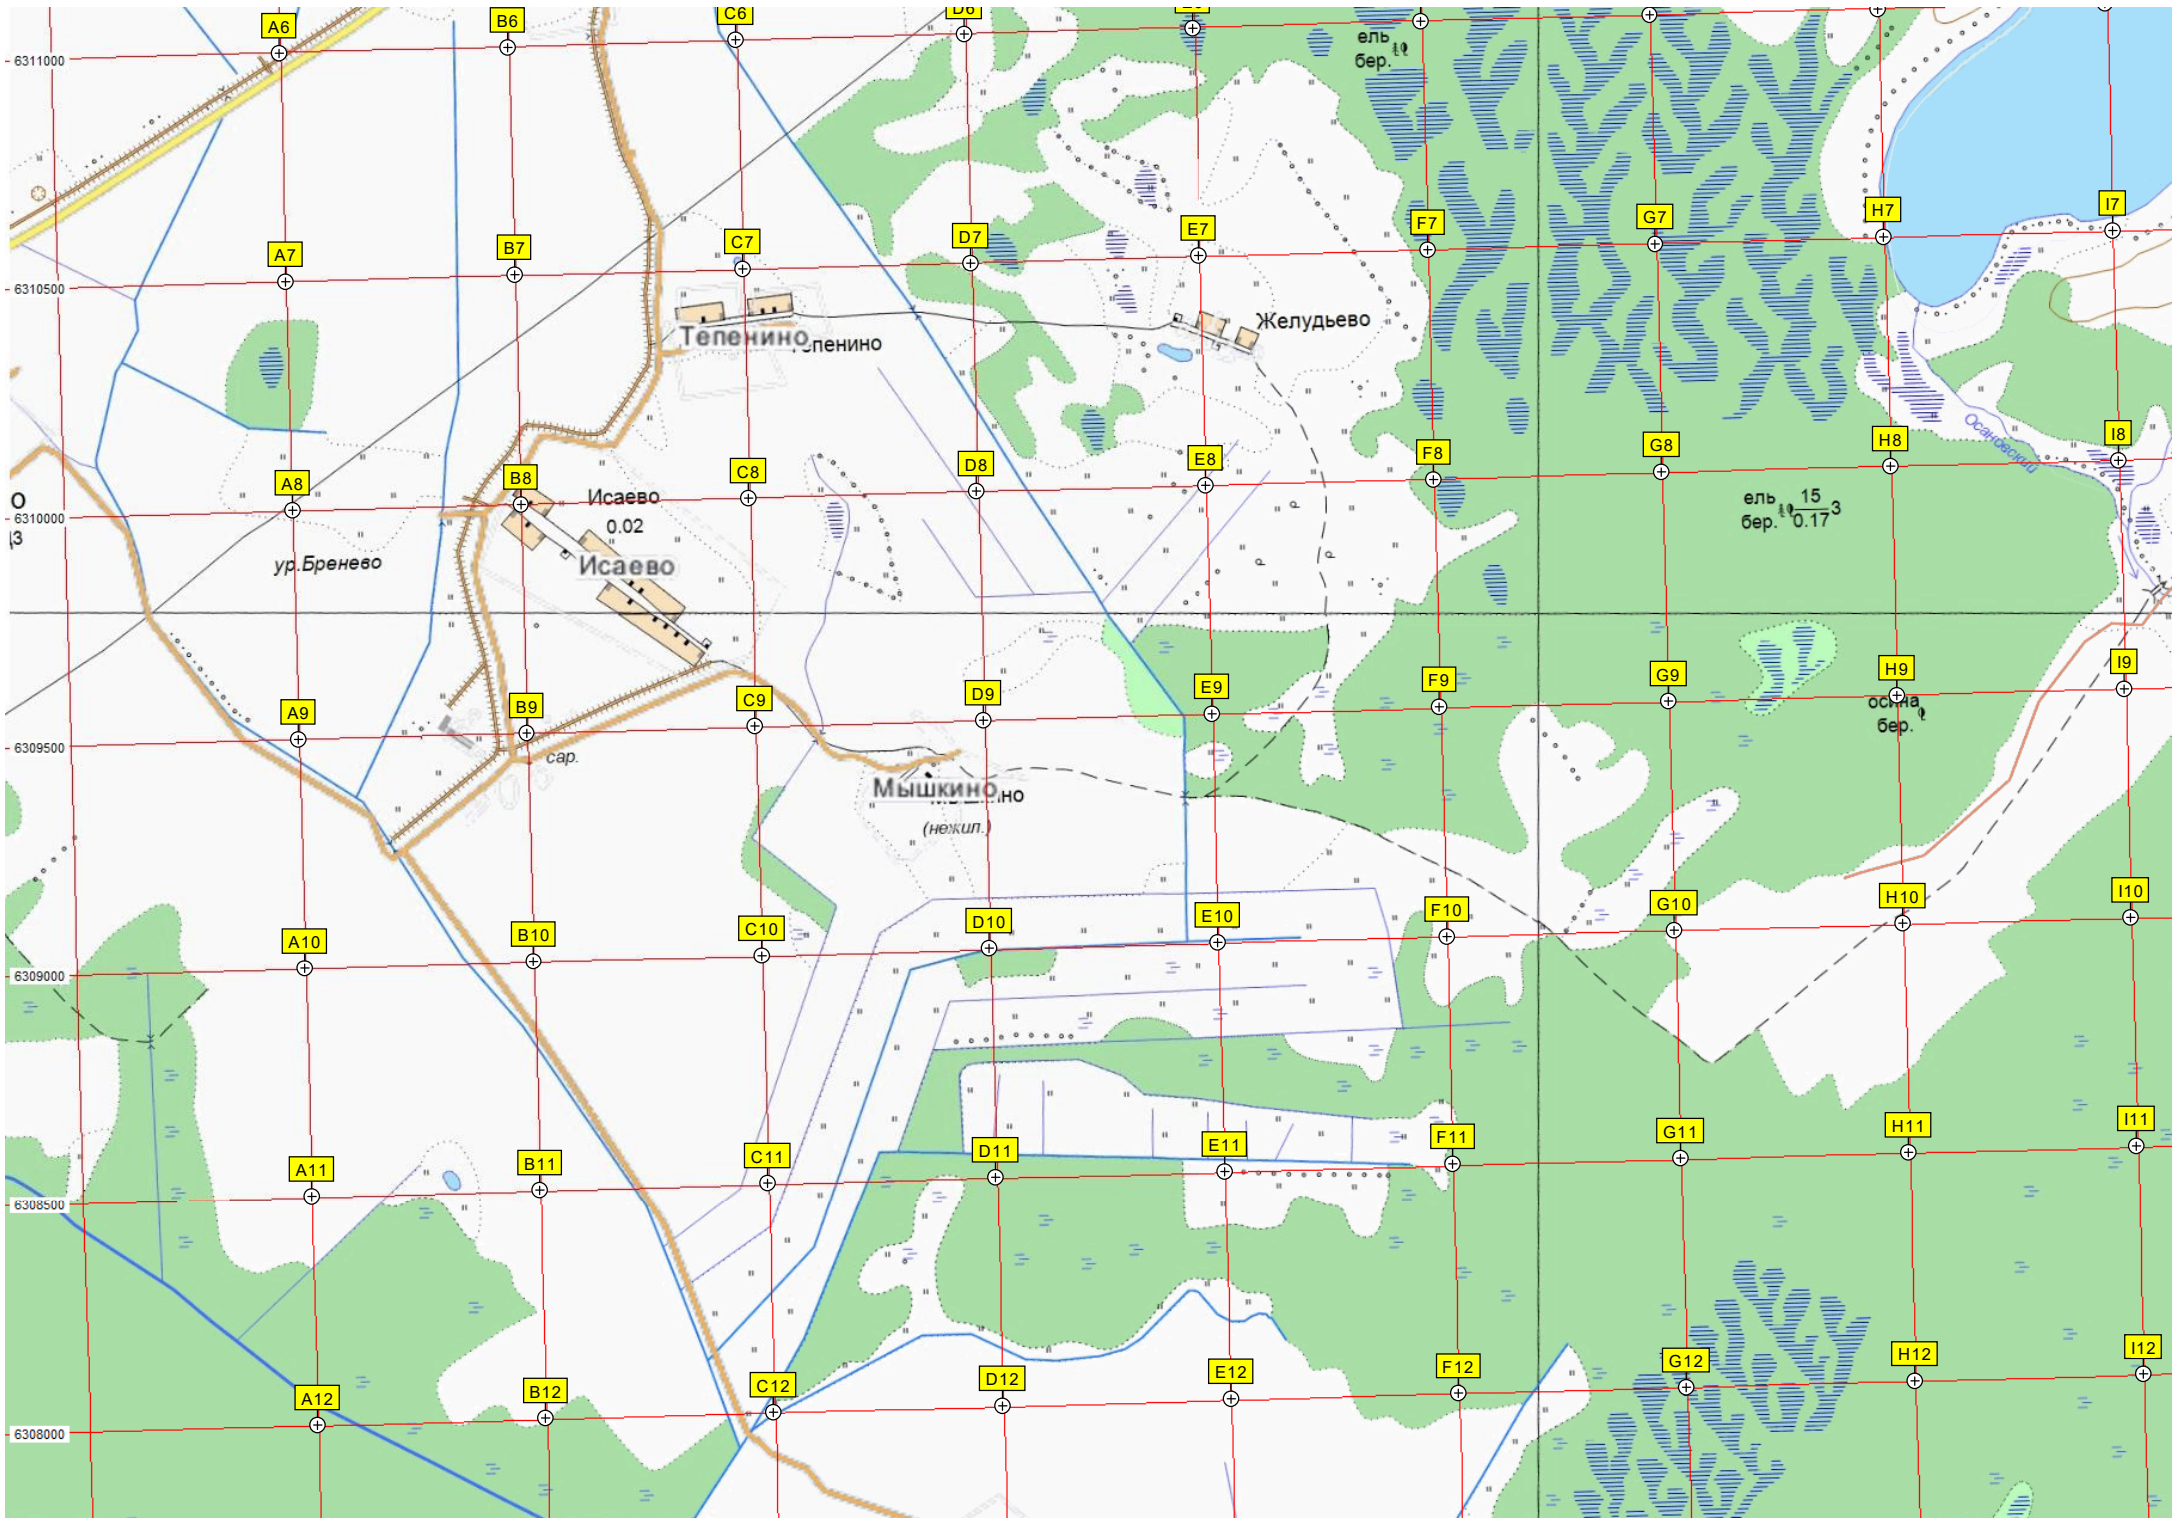 A6
B6
C6
D6
6311000
ель
бер.
A7
B7
C7
D7
E7
F7
G7
H7
I7
6310500
Тепенино
Желудьево
A8
B8
C8
D8
E8
F8
G8
H8
I8
Осановский
О
Исаево
0.02
ель
бер.
15
0.17
3
6310000
ур.Бренево
Исаево
A9
B9
C9
D9
E9
F9
G9
H9
I9
осина
бер.
6309500
сар.
Мышкино
(нежил.)
A10
B10
C10
D10
E10
F10
G10
H10
I10
6309000
A11
B11
C11
D11
E11
F11
G11
H11
I11
6308500
A12
B12
C12
D12
E12
F12
G12
H12
I12
6308000